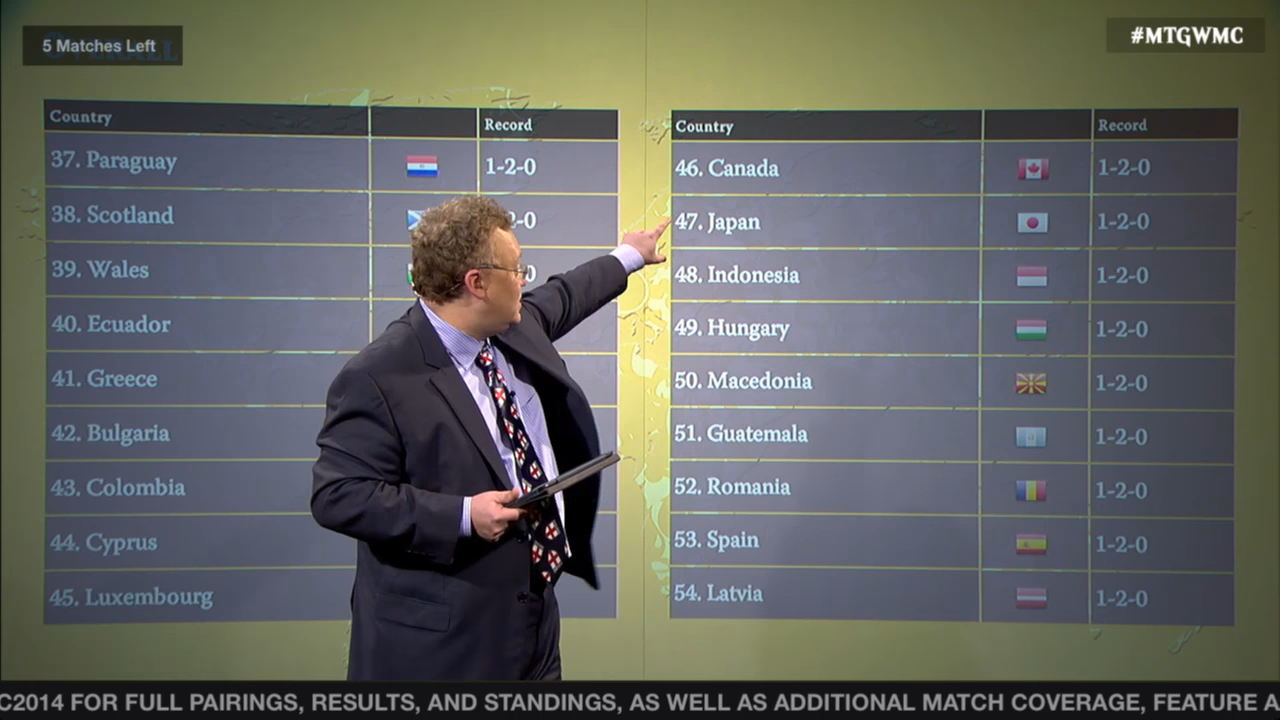 5 Matches Left
#MTGWMC
Country Record
37. Paraguay 1-2-0
38. Scotland 2-0
39. Wales 0
40. Ecuador
41. Greece
42. Bulgaria
43. Colombia
44. Cyprus
45. Luxembourg
Country Record
46. Canada 1-2-0
47. Japan 1-2-0
48. Indonesia 1-2-0
49. Hungary 1-2-0
50. Macedonia 1-2-0
51. Guatemala 1-2-0
52. Romania 1-2-0
53. Spain 1-2-0
54. Latvia 1-2-0
C2014 FOR FULL PAIRINGS, RESULTS, AND STANDINGS, AS WELL AS ADDITIONAL MATCH COVERAGE, FEATURE A